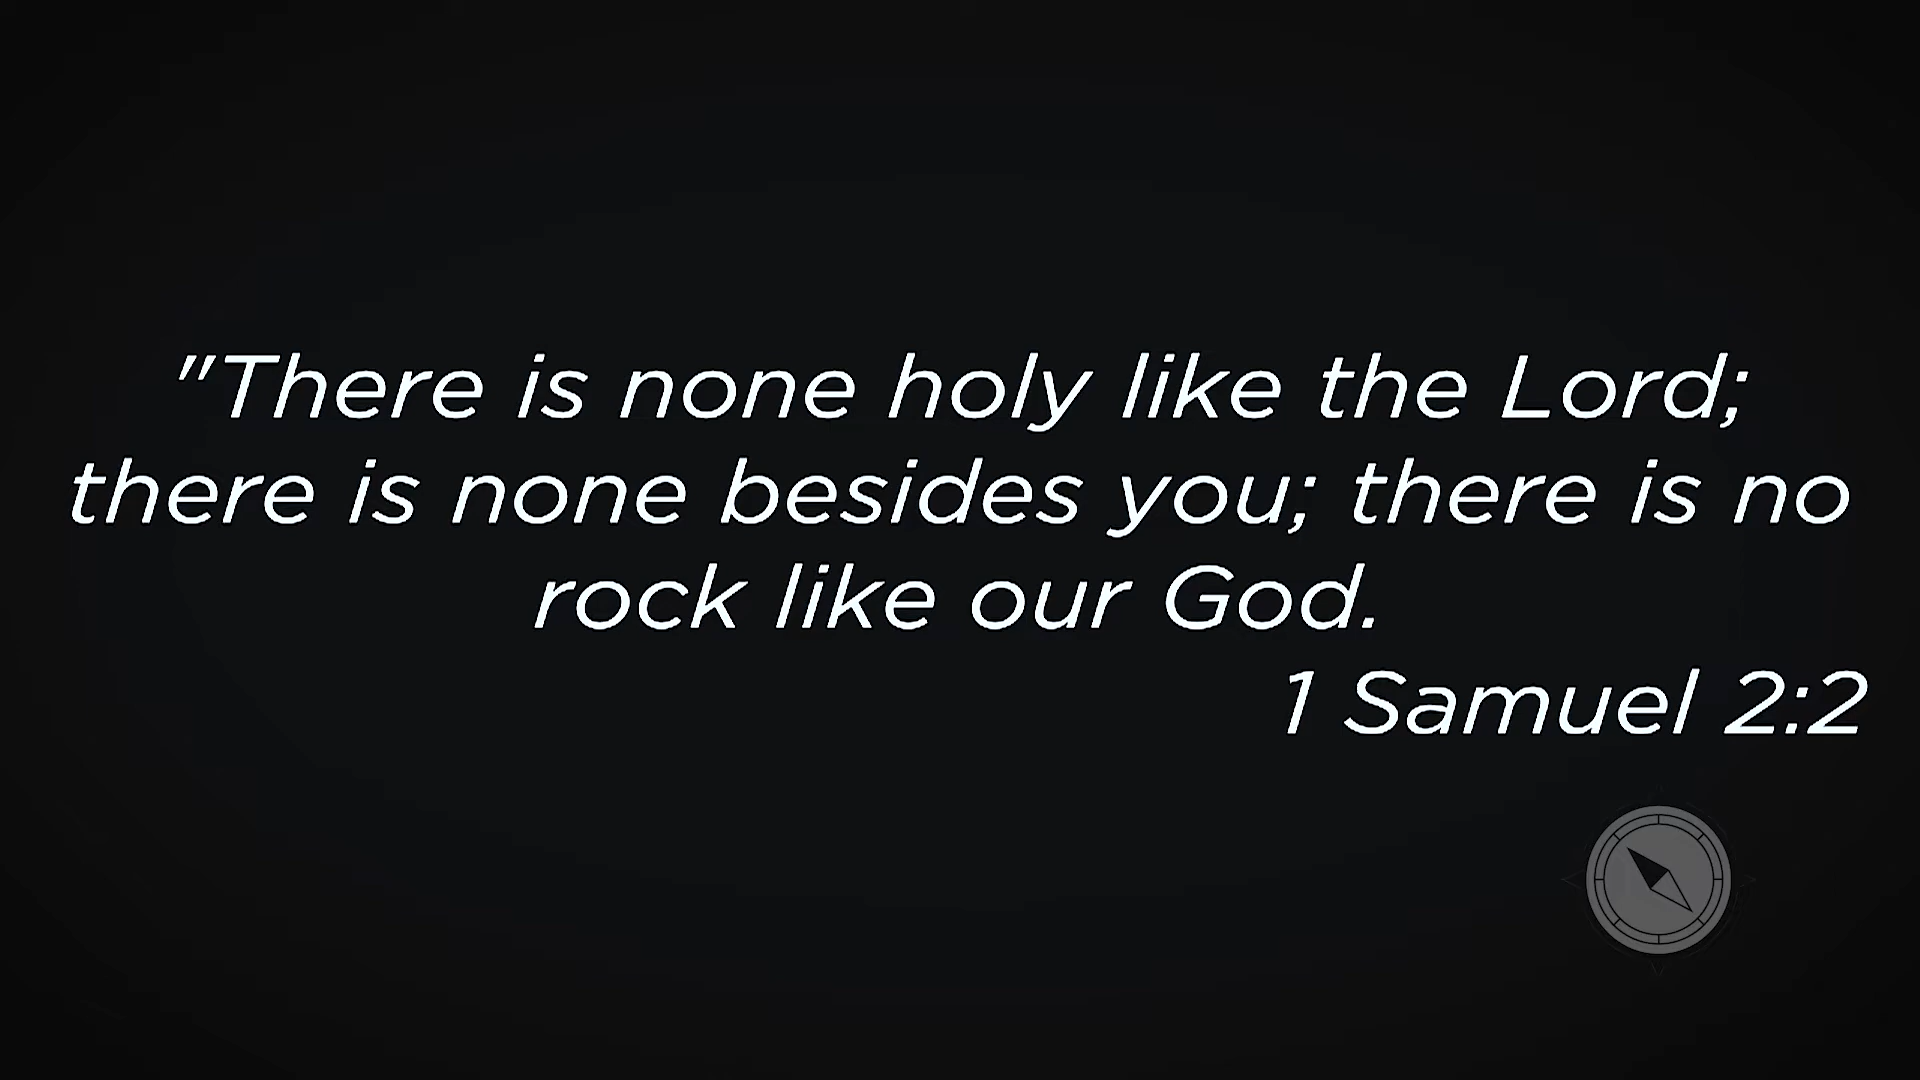 "There is none holy like the Lord;
there is none besides you; there is no
rock like our God.
1 Samuel 2:2